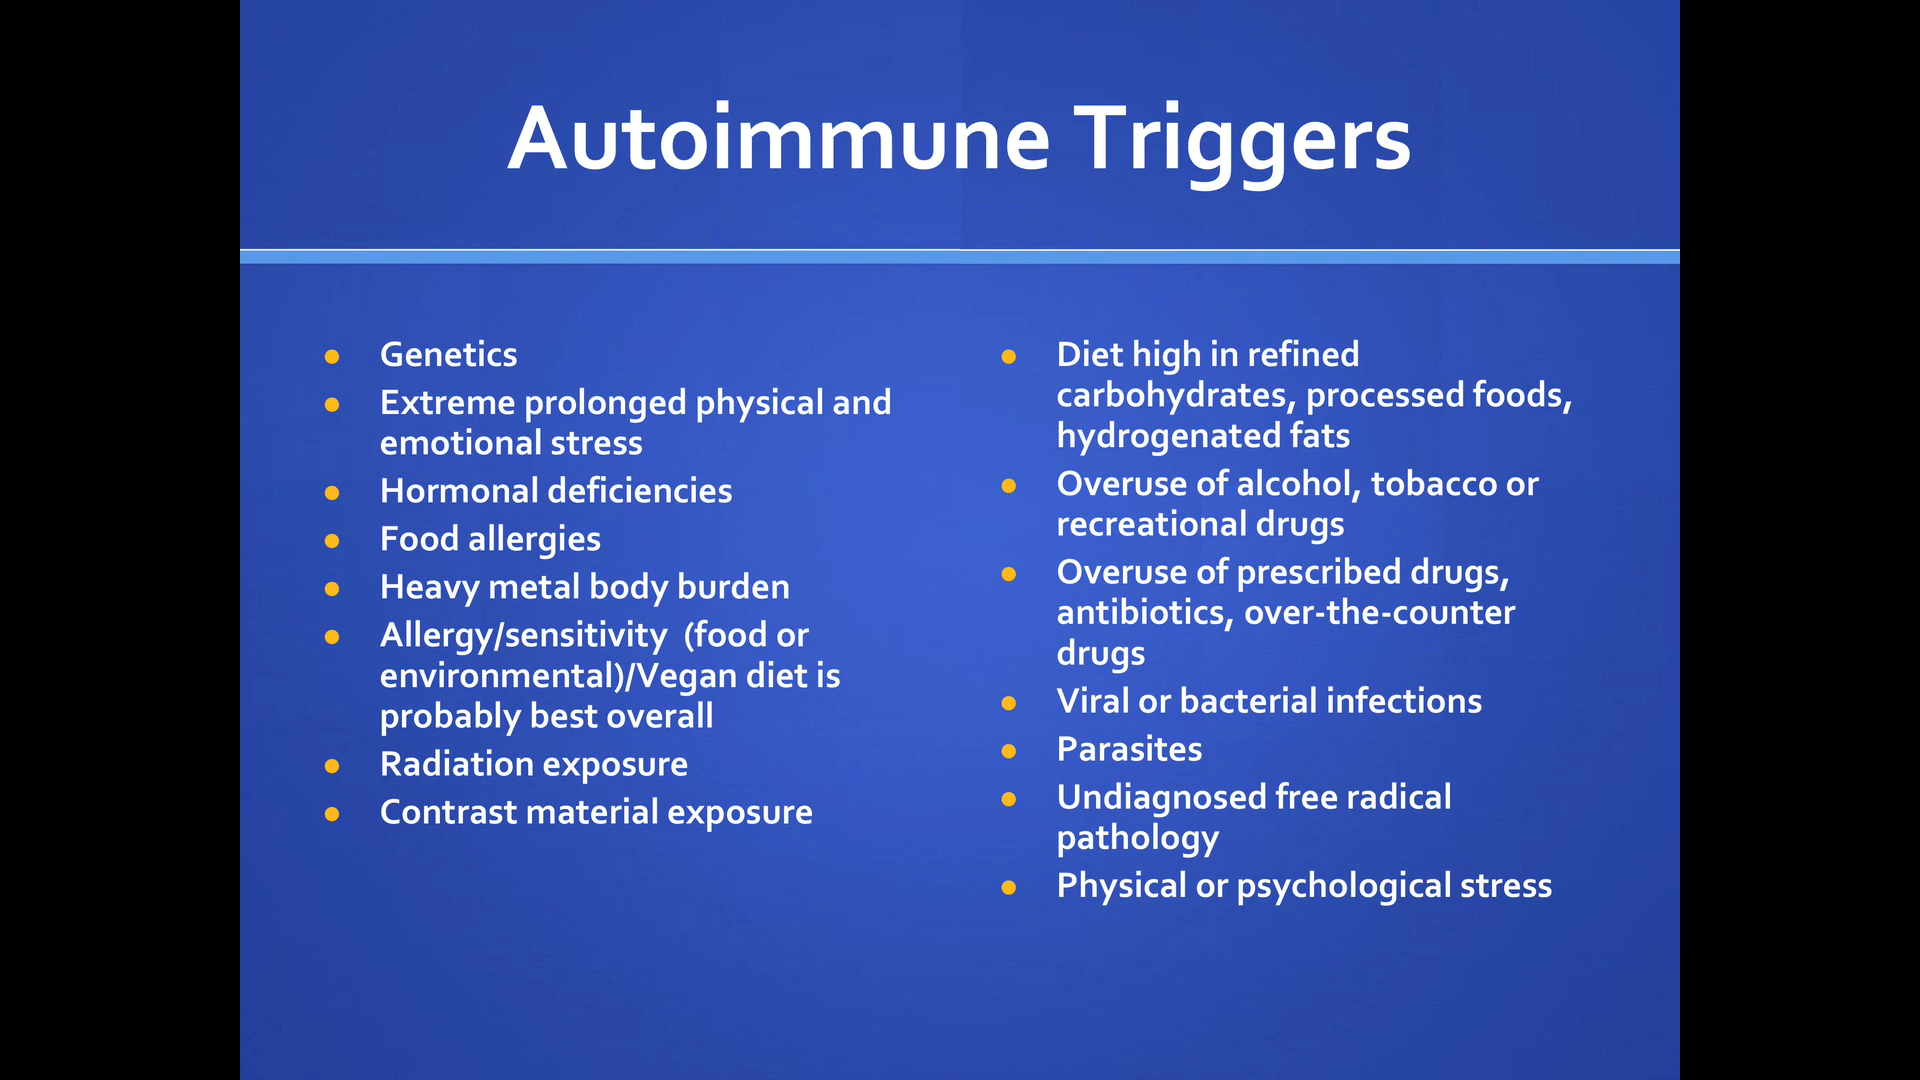 Autoimmune Triggers
Genetics
Extreme prolonged physical and
emotional stress
Hormonal deficiencies
Food allergies
Heavy metal body burden
Allergy/sensitivity  (food or
environmental)/Vegan diet is
probably best overall
Radiation exposure
Contrast material exposure
Diet high in refined
carbohydrates, processed foods,
hydrogenated fats
Overuse of alcohol, tobacco or
recreational drugs
Overuse of prescribed drugs,
antibiotics, over-the-counter
drugs
Viral or bacterial infections
Parasites
Undiagnosed free radical
pathology
Physical or psychological stress